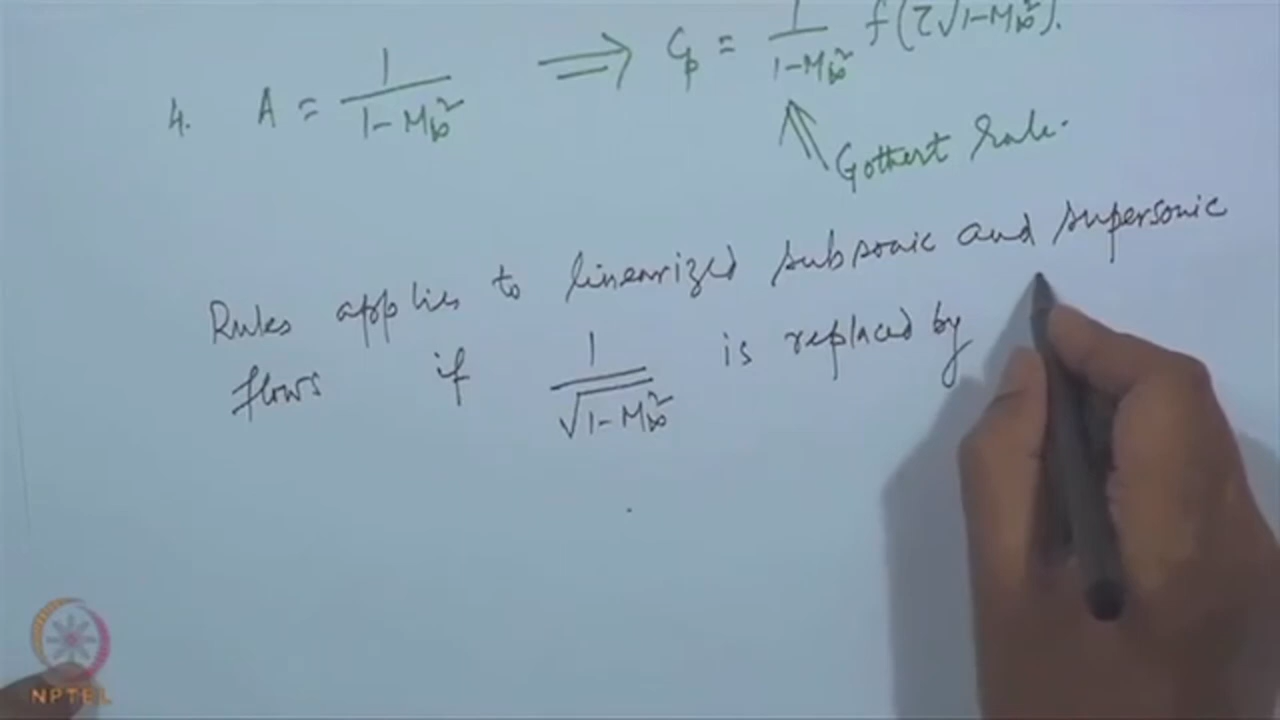 4. A = 1/(1-M∞²) ⟹ Cp = 1/(1-M∞²) f(τ√1-M∞²).
Gothert Rule.
Rules applies to linearized subsonic and supersonic
flows if 1/√1-M∞² is replaced by
NPTEL